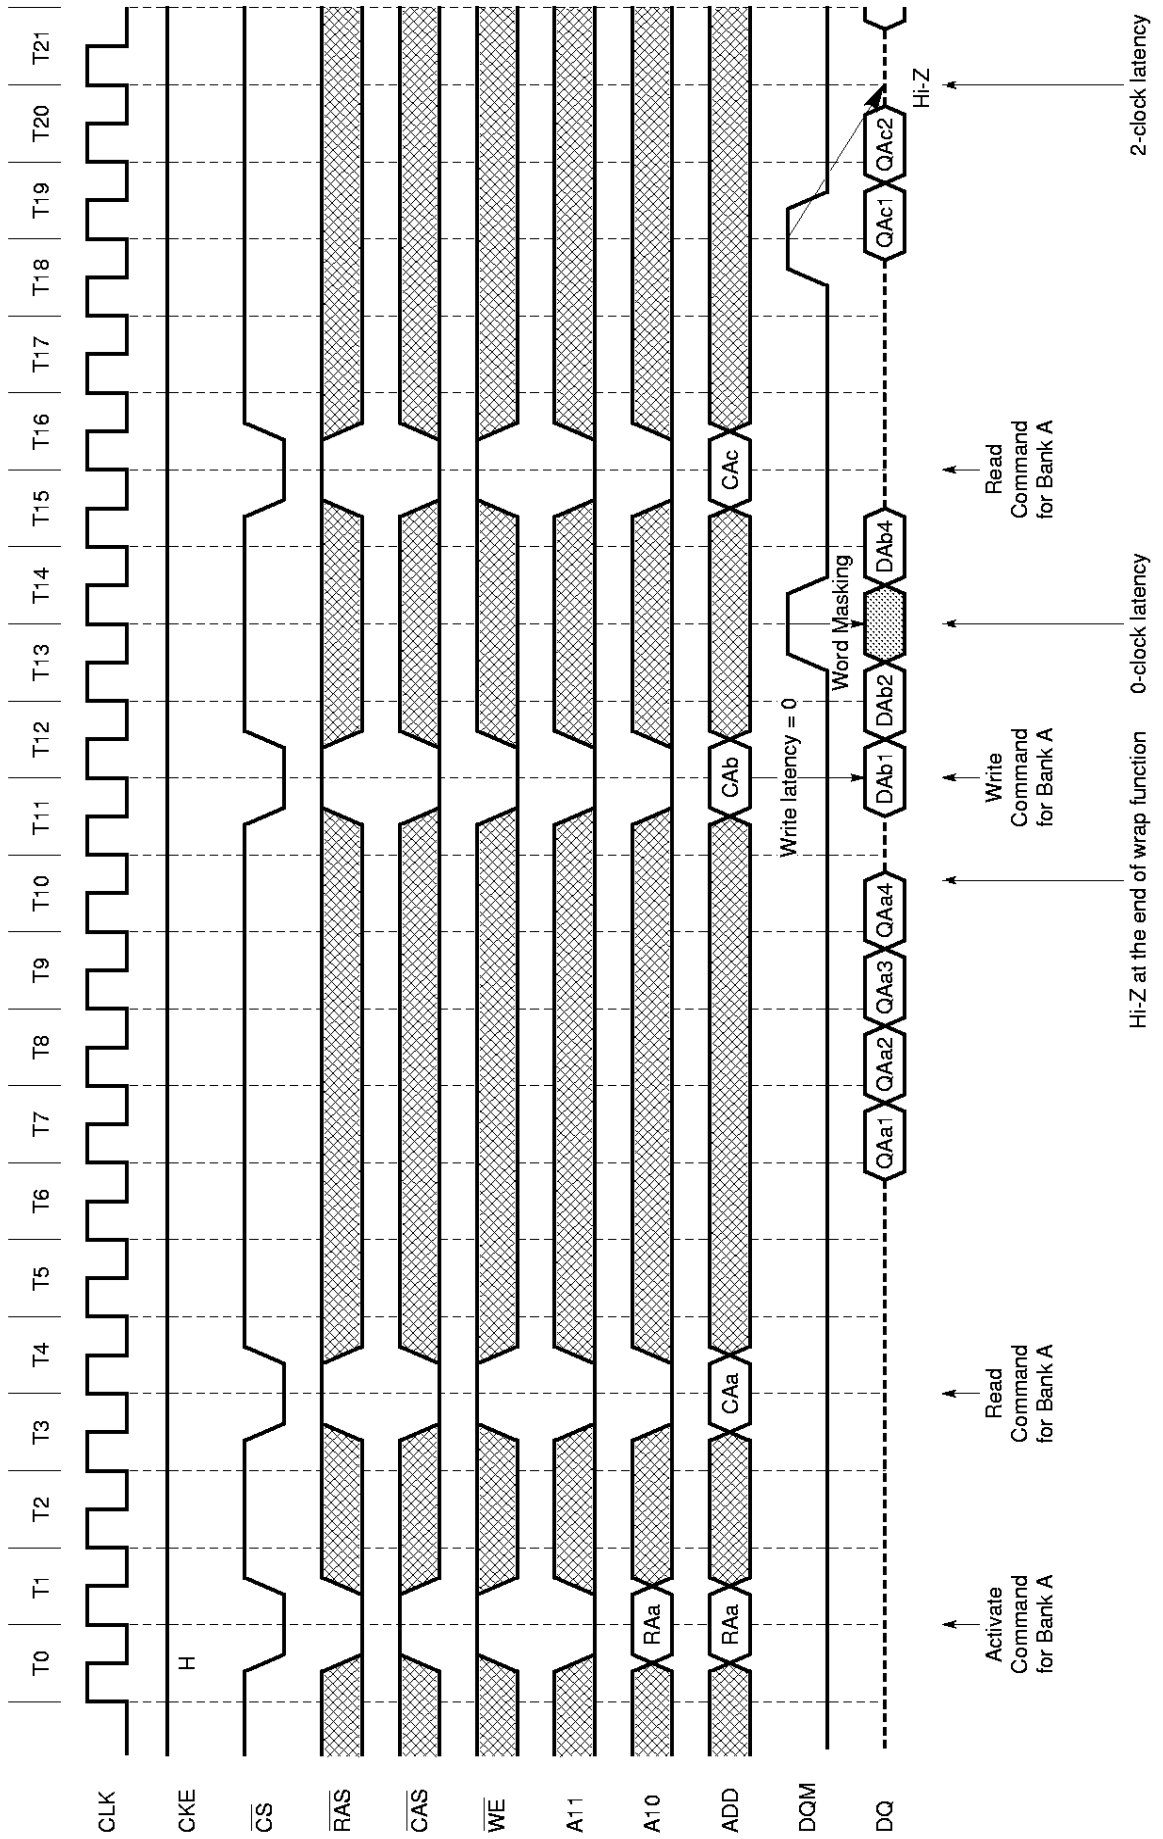 T0 T1 T2 T3 T4 T5 T6 T7 T8 T9 T10 T11 T12 T13 T14 T15 T16 T17 T18 T19 T20 T21
CLK
CKE H
CS
RAS
CAS
WE
A11
A10 RAa
ADD RAa CAa CAb CAc
DQM
Write latency = 0
Word Masking
DQ QAa1 QAa2 QAa3 QAa4 DAb1 DAb2 DAb4 QAc1 QAc2
Hi-Z
Activate
Command
for Bank A
Read
Command
for Bank A
Write
Command
for Bank A
Read
Command
for Bank A
Hi-Z at the end of wrap function
0-clock latency
2-clock latency